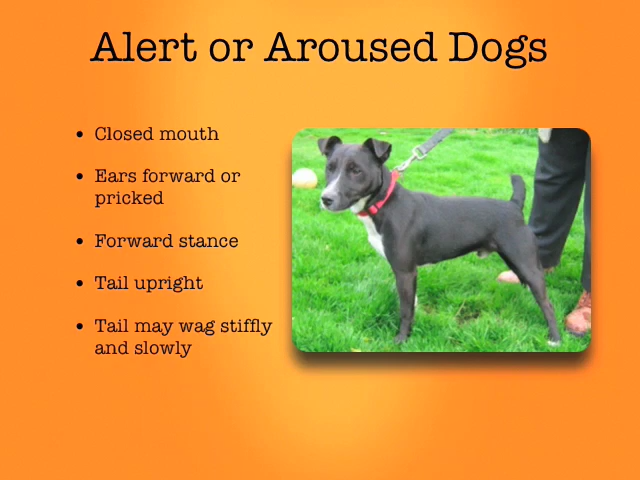 Alert or Aroused Dogs
• Closed mouth
• Ears forward or
pricked
• Forward stance
• Tail upright
• Tail may wag stiffly
and slowly